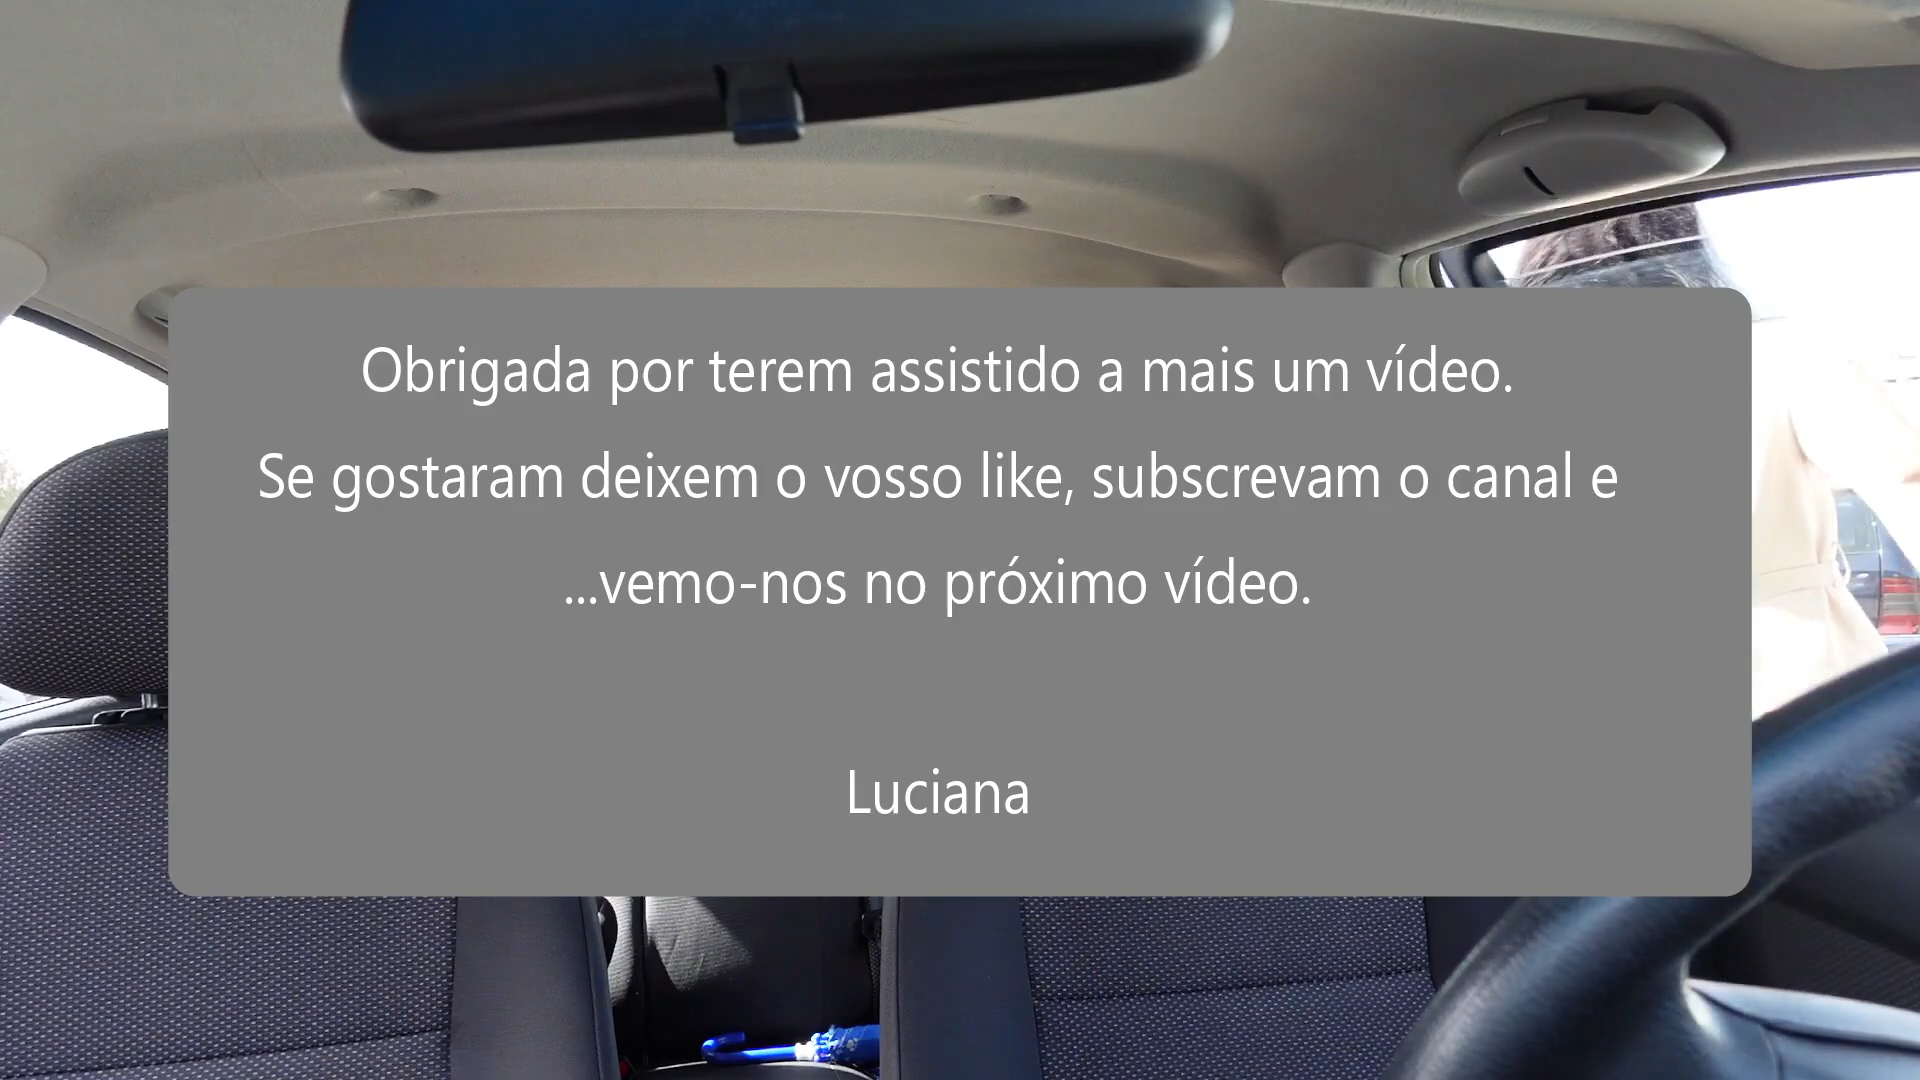 Obrigada por terem assistido a mais um vídeo.
Se gostaram deixem o vosso like, subscrevam o canal e
...vemo-nos no próximo vídeo.
Luciana